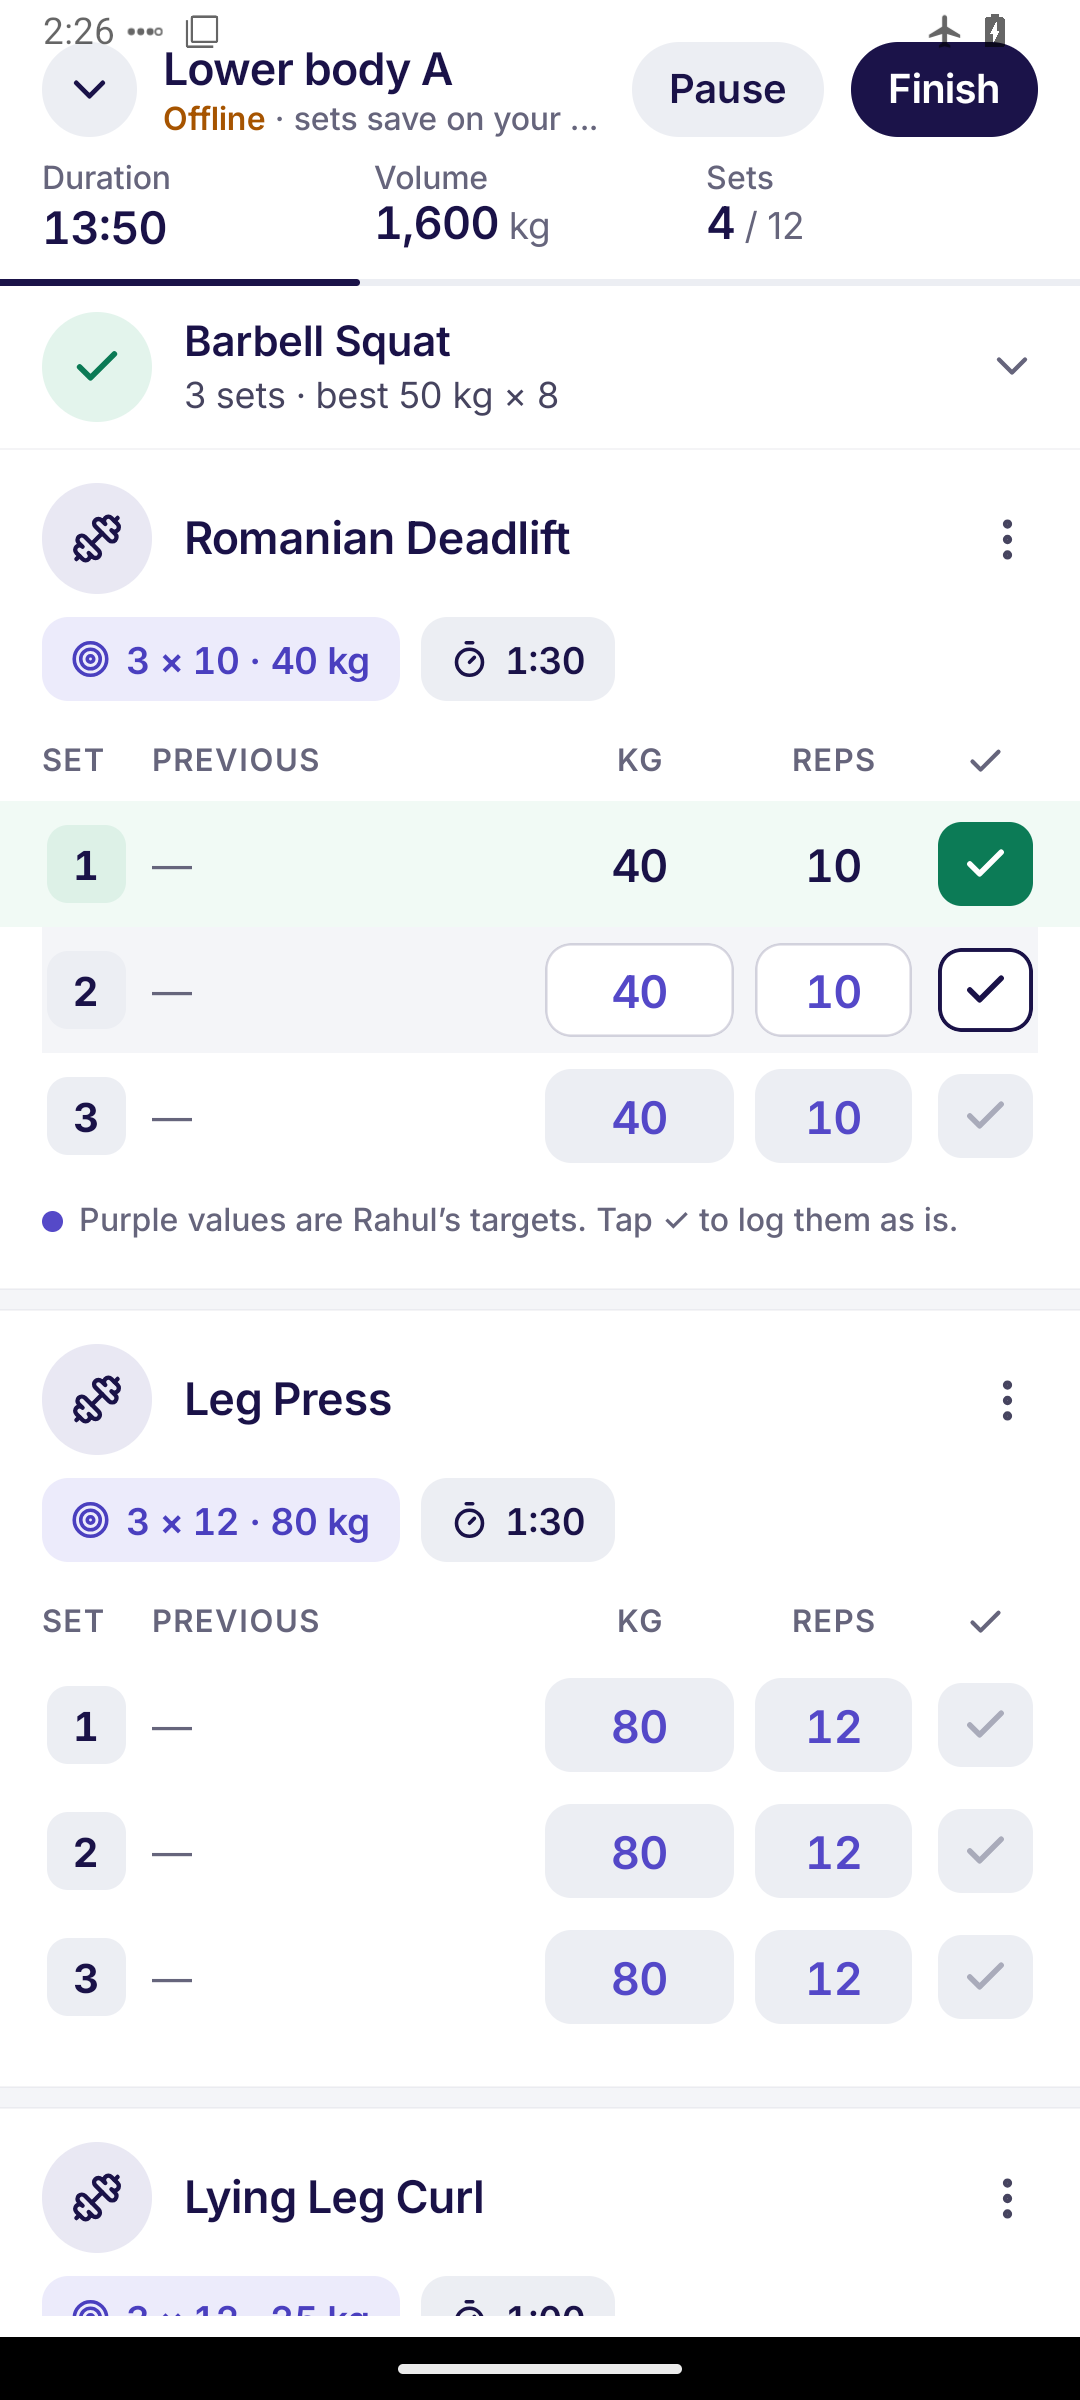 2:26
Lower body A
Offline · sets save on your ...
Pause
Finish
Duration
Volume
Sets
13:50
1,600 kg
4 / 12
Barbell Squat
3 sets · best 50 kg × 8
Romanian Deadlift
3 × 10 · 40 kg
1:30
SET PREVIOUS KG REPS ✓
1 — 40 10
2 — 40 10
3 — 40 10
Purple values are Rahul’s targets. Tap ✓ to log them as is.
Leg Press
3 × 12 · 80 kg
1:30
SET PREVIOUS KG REPS ✓
1 — 80 12
2 — 80 12
3 — 80 12
Lying Leg Curl